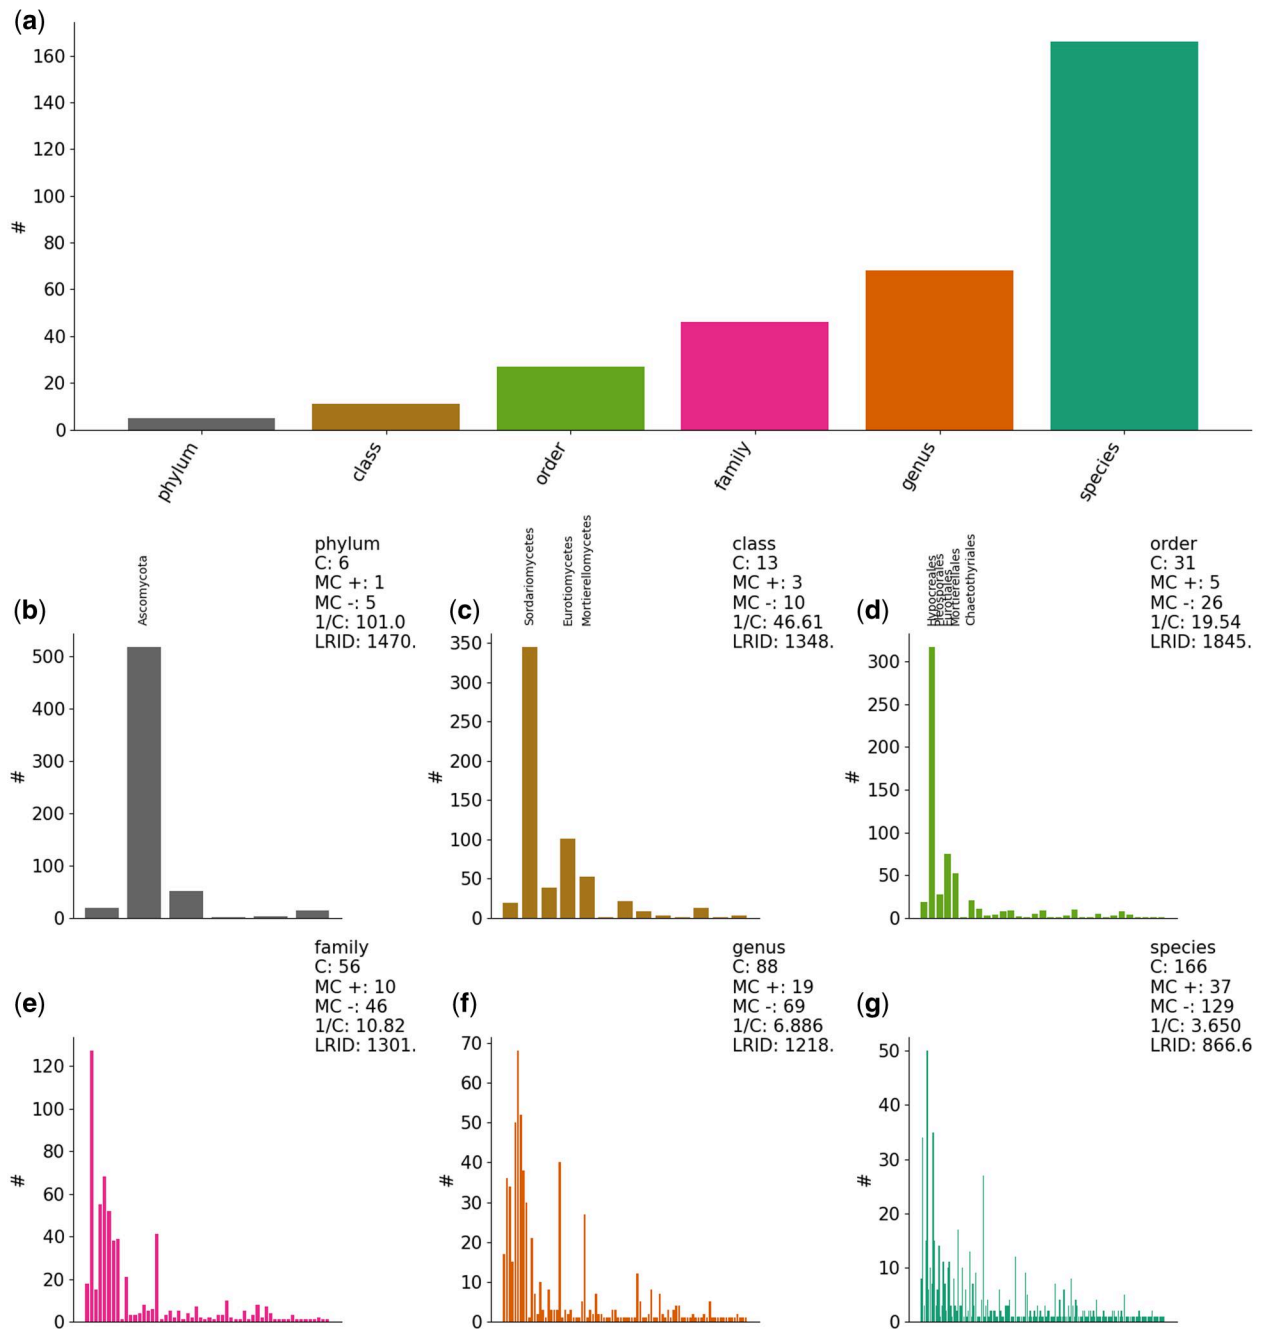 (a)
160
140
120
100
80
60
40
20
0
#
phylum
class
order
family
genus
species
(b)
Ascomycota
phylum
C: 6
MC +: 1
MC -: 5
1/C: 101.0
LRID: 1470.
500
400
300
200
100
0
#
(c)
Sordariomycetes
Eurotiomycetes
Mortierellomycetes
class
C: 13
MC +: 3
MC -: 10
1/C: 46.61
LRID: 1348.
350
300
250
200
150
100
50
0
#
(d)
Hypocreales
Pleosporales
Eurotiales
Mortierellales
Chaetothyriales
order
C: 31
MC +: 5
MC -: 26
1/C: 19.54
LRID: 1845.
300
250
200
150
100
50
0
#
(e)
family
C: 56
MC +: 10
MC -: 46
1/C: 10.82
LRID: 1301.
120
100
80
60
40
20
0
#
(f)
genus
C: 88
MC +: 19
MC -: 69
1/C: 6.886
LRID: 1218.
70
60
50
40
30
20
10
0
#
(g)
species
C: 166
MC +: 37
MC -: 129
1/C: 3.650
LRID: 866.6
50
40
30
20
10
0
#